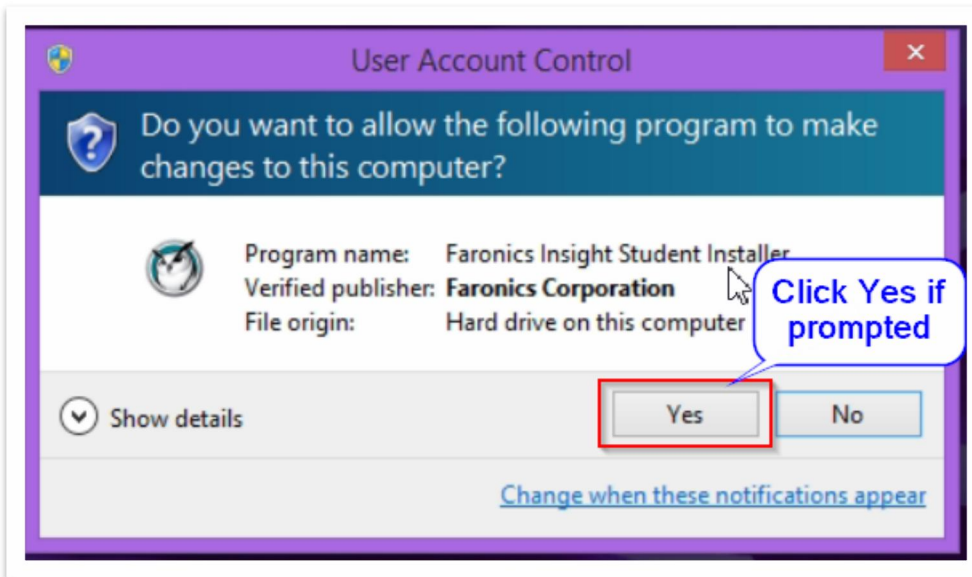 User Account Control
Do you want to allow the following program to make
changes to this computer?
Program name: Faronics Insight Student Installer
Verified publisher: Faronics Corporation
File origin: Hard drive on this computer
Click Yes if
prompted
Show details
Yes
No
Change when these notifications appear